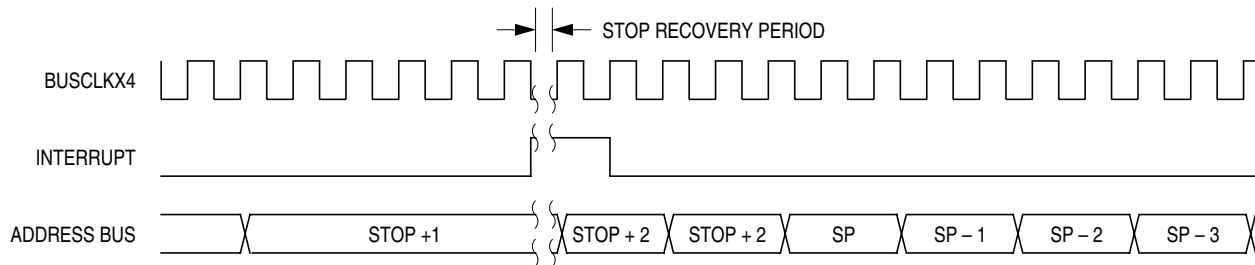 STOP RECOVERY PERIOD
BUSCLKX4
INTERRUPT
ADDRESS BUS STOP +1 STOP + 2 STOP + 2 SP SP – 1 SP – 2 SP – 3